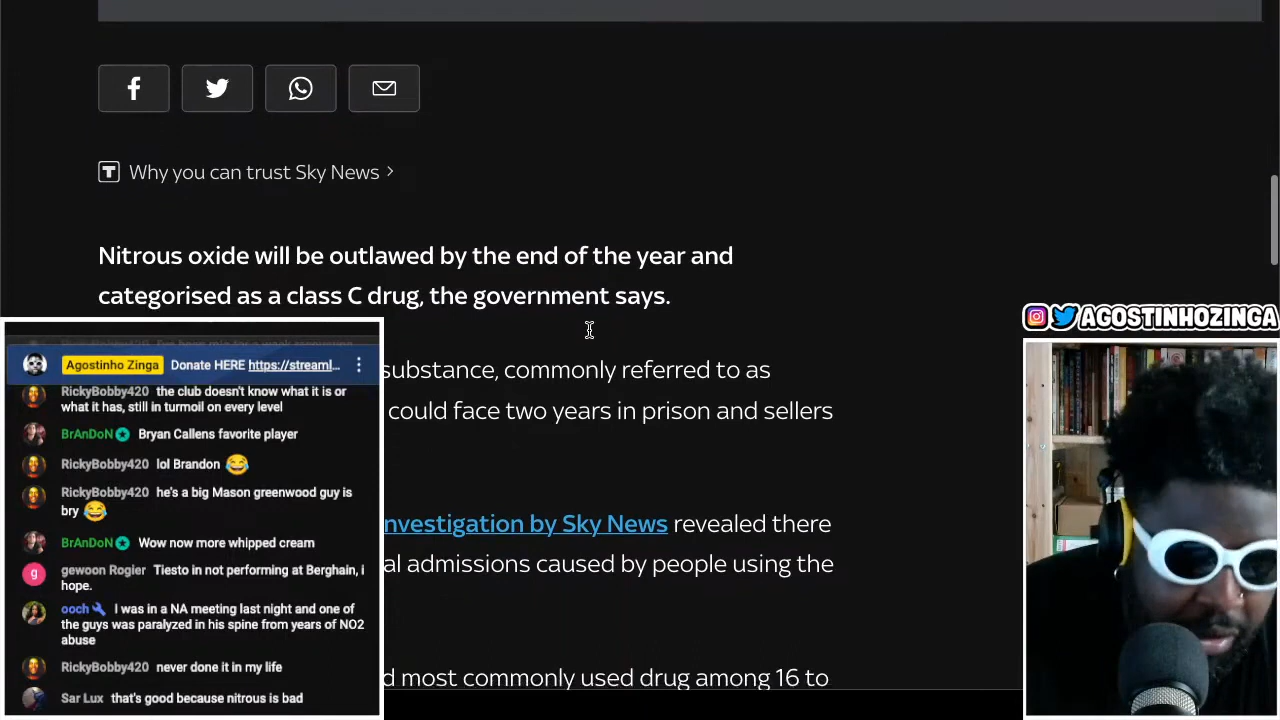 Why you can trust Sky News >
Nitrous oxide will be outlawed by the end of the year and
categorised as a class C drug, the government says.
substance, commonly referred to as
could face two years in prison and sellers
nvestigation by Sky News revealed there
al admissions caused by people using the
d most commonly used drug among 16 to
AGOSTINHOZINGA
Agostinho Zinga Donate HERE https://streaml...
RickyBobby420 the club doesn't know what it is or
what it has, still in turmoil on every level
BrAnDoN Bryan Callens favorite player
RickyBobby420 lol Brandon 😂
RickyBobby420 he's a big Mason greenwood guy is
bry 😂
BrAnDoN Wow now more whipped cream
g gewoon Rogier Tiesto in not performing at Berghain, i
hope.
ooch I was in a NA meeting last night and one of
the guys was paralyzed in his spine from years of NO2
abuse
RickyBobby420 never done it in my life
Sar Lux that's good because nitrous is bad